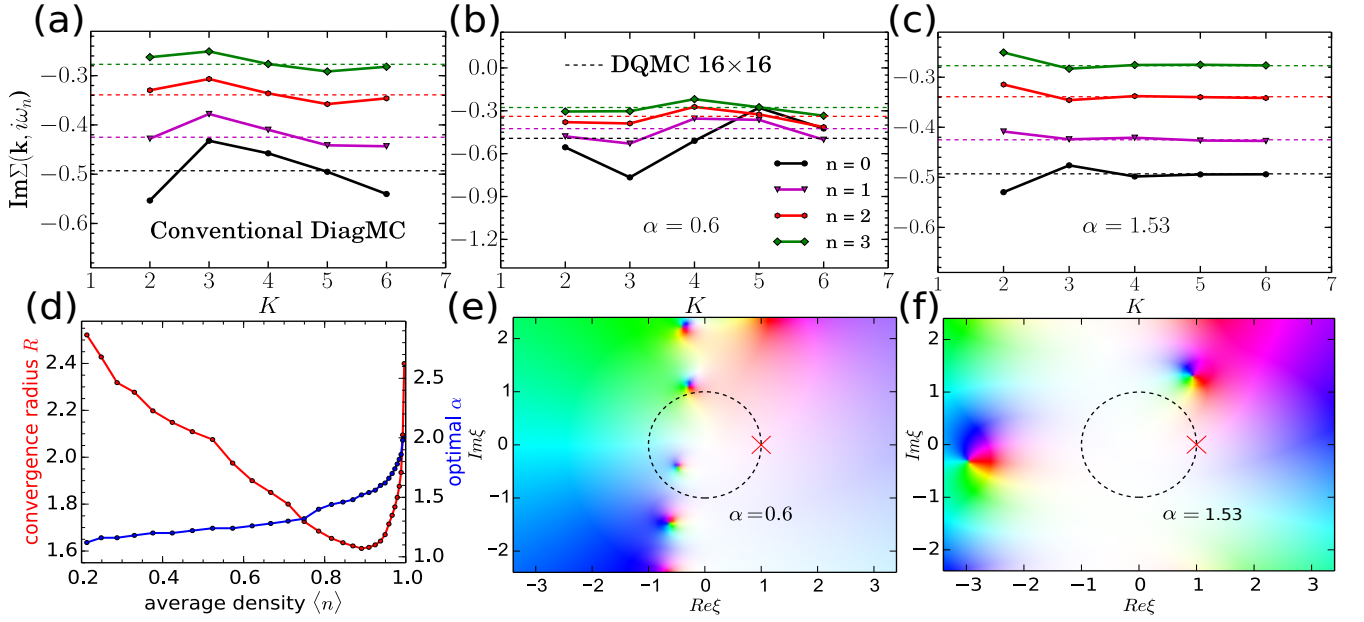 (a)
ImΣ(k, iω_n)
−0.3
−0.4
−0.5
−0.6
Conventional DiagMC
1 2 3 4 5 6 7
K
(b)
0.0
−0.3
−0.6
−0.9
−1.2
DQMC 16×16
n = 0
n = 1
n = 2
n = 3
α = 0.6
1 2 3 4 5 6 7
K
(c)
−0.3
−0.4
−0.5
−0.6
α = 1.53
1 2 3 4 5 6 7
K
(d)
convergence radius R
2.4
2.2
2.0
1.8
1.6
2.5
2.0
1.5
1.0
optimal α
0.2 0.4 0.6 0.8 1.0
average density ⟨n⟩
(e)
Imξ
2
1
0
−1
−2
α=0.6
−3 −2 −1 0 1 2 3
Reξ
(f)
Imξ
2
1
0
−1
−2
α = 1.53
−3 −2 −1 0 1 2 3
Reξ